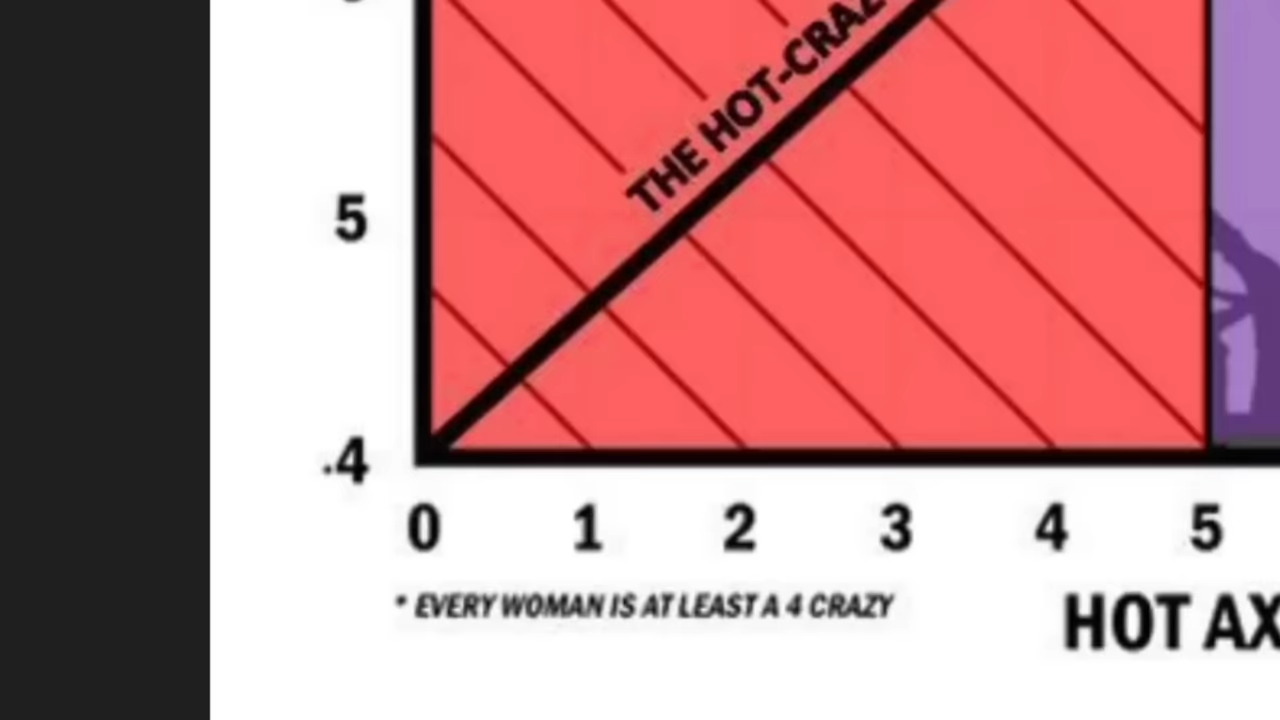 THE HOT-CRAZ
5
.4
0 1 2 3 4 5
* EVERY WOMAN IS AT LEAST A 4 CRAZY
HOT AX